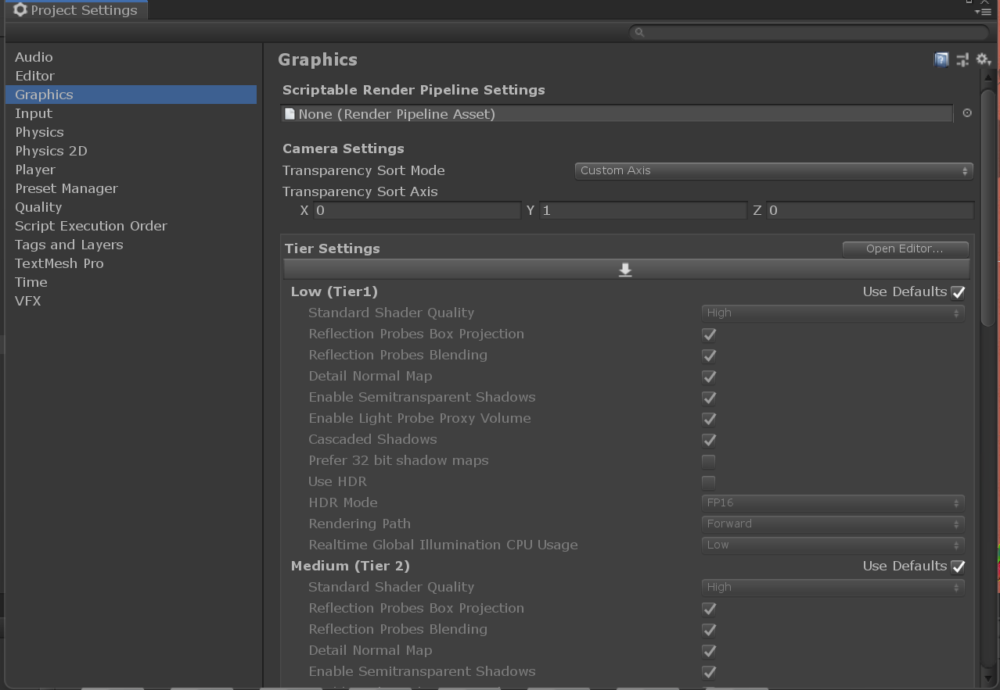 Project Settings
Audio
Editor
Graphics
Input
Physics
Physics 2D
Player
Preset Manager
Quality
Script Execution Order
Tags and Layers
TextMesh Pro
Time
VFX
Graphics
Scriptable Render Pipeline Settings
None (Render Pipeline Asset)
Camera Settings
Transparency Sort Mode Custom Axis
Transparency Sort Axis
X 0 Y 1 Z 0
Tier Settings Open Editor...
Low (Tier1) Use Defaults
Standard Shader Quality High
Reflection Probes Box Projection
Reflection Probes Blending
Detail Normal Map
Enable Semitransparent Shadows
Enable Light Probe Proxy Volume
Cascaded Shadows
Prefer 32 bit shadow maps
Use HDR
HDR Mode FP16
Rendering Path Forward
Realtime Global Illumination CPU Usage Low
Medium (Tier 2) Use Defaults
Standard Shader Quality High
Reflection Probes Box Projection
Reflection Probes Blending
Detail Normal Map
Enable Semitransparent Shadows